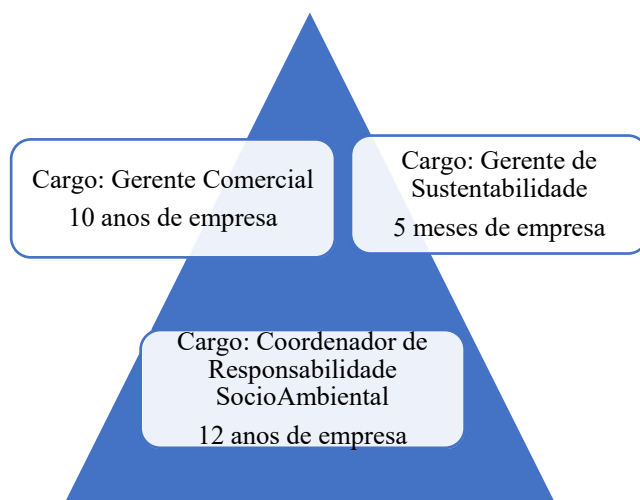 Cargo: Gerente Comercial
10 anos de empresa
Cargo: Gerente de
Sustentabilidade
5 meses de empresa
Cargo: Coordenador de
Responsabilidade
SocioAmbiental
12 anos de empresa